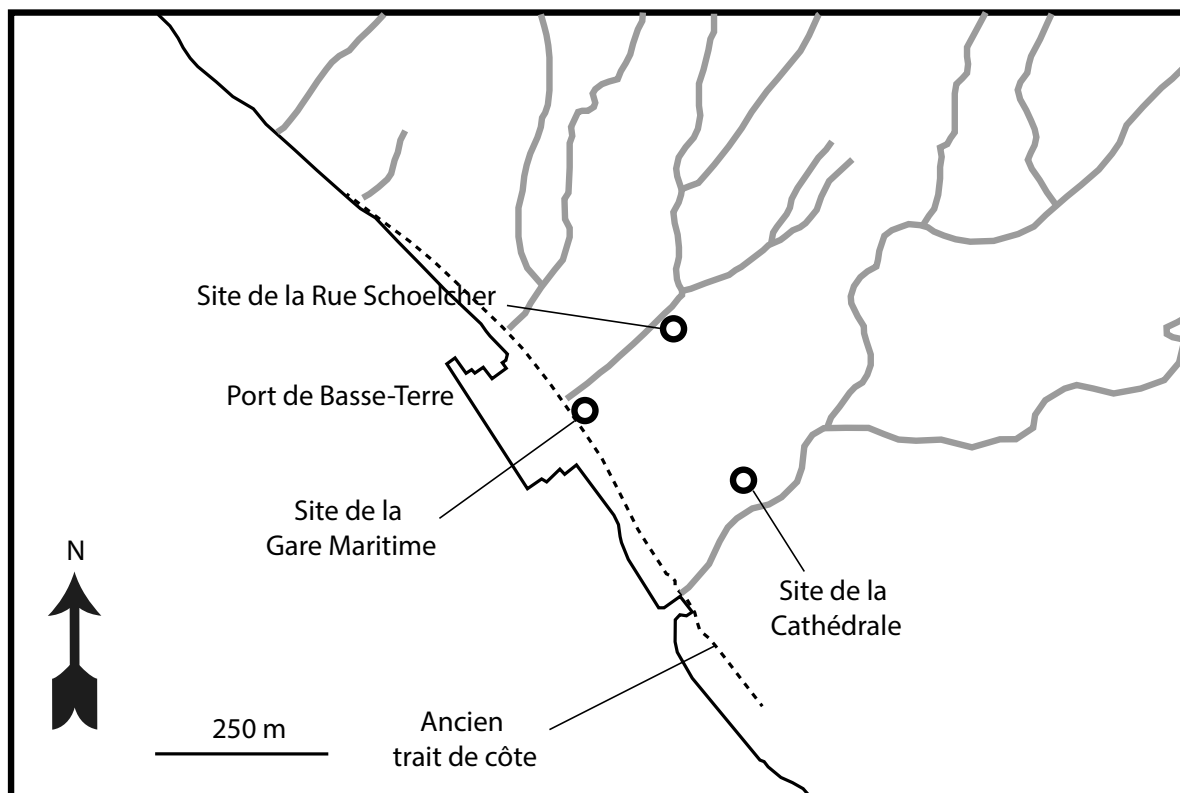 Site de la Rue Schoelcher
Port de Basse-Terre
Site de la
Gare Maritime
N
Site de la
Cathédrale
250 m
Ancien
trait de côte